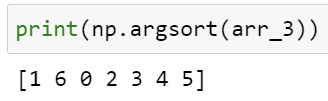 print(np.argsort(arr_3))
[1 6 0 2 3 4 5]